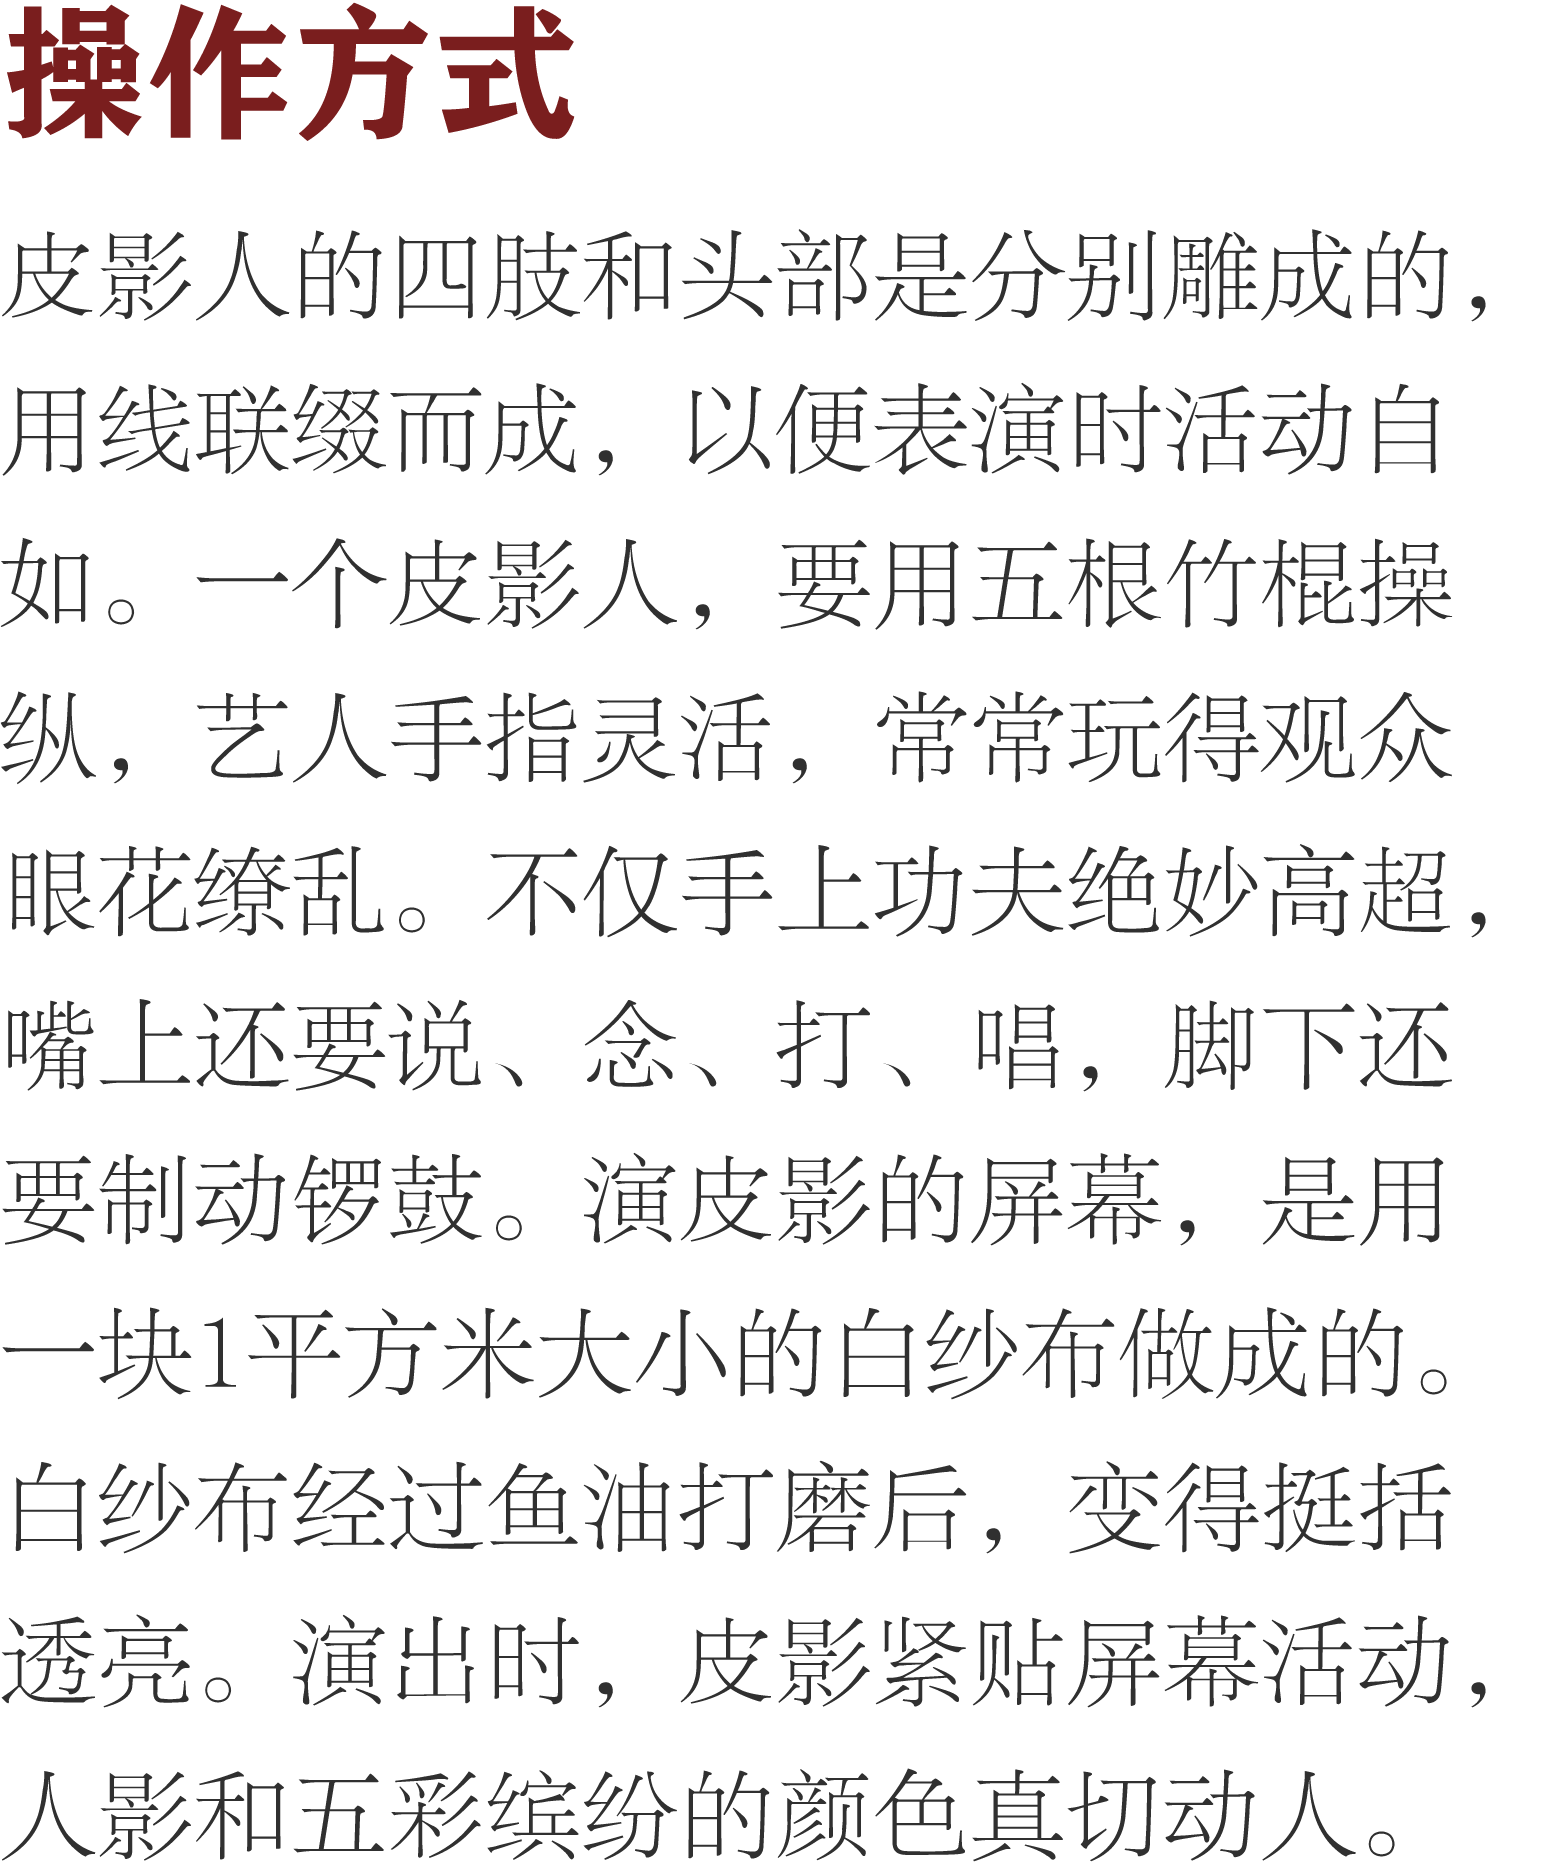 操作方式
皮影人的四肢和头部是分别雕成的，
用线联缀而成，以便表演时活动自
如。一个皮影人，要用五根竹棍操
纵，艺人手指灵活，常常玩得观众
眼花缭乱。不仅手上功夫绝妙高超，
嘴上还要说、念、打、唱，脚下还
要制动锣鼓。演皮影的屏幕，是用
一块1平方米大小的白纱布做成的。
白纱布经过鱼油打磨后，变得挺括
透亮。演出时，皮影紧贴屏幕活动，
人影和五彩缤纷的颜色真切动人。